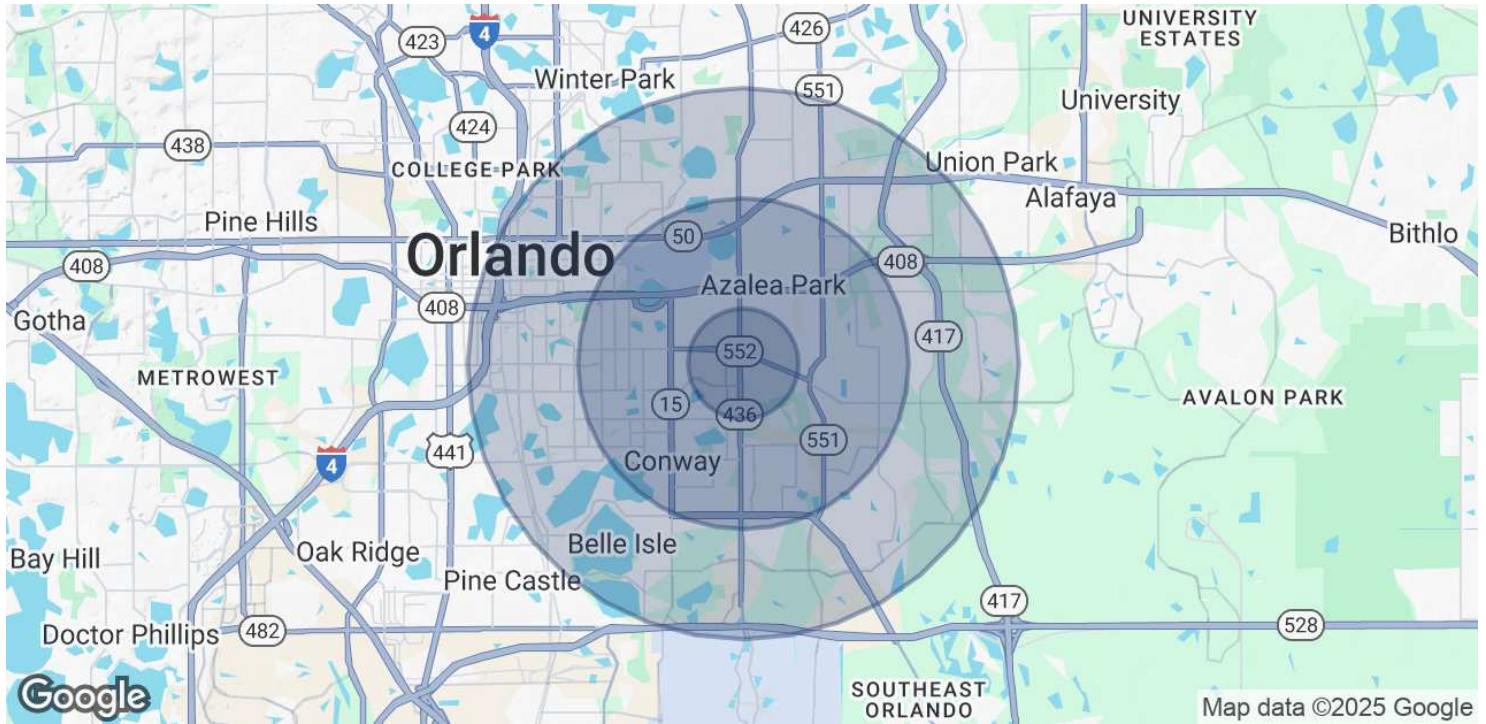 UNIVERSITY
ESTATES
423
4
426
Winter Park
551
University
424
438
COLLEGE PARK
Union Park
Alafaya
Pine Hills
50
Bithlo
Orlando
408
408
Azalea Park
408
Gotha
417
552
METROWEST
AVALON PARK
15
436
551
441
4
Conway
Belle Isle
Bay Hill
Oak Ridge
Pine Castle
417
Doctor Phillips
482
528
SOUTHEAST
ORLANDO
Google
Map data ©2025 Google